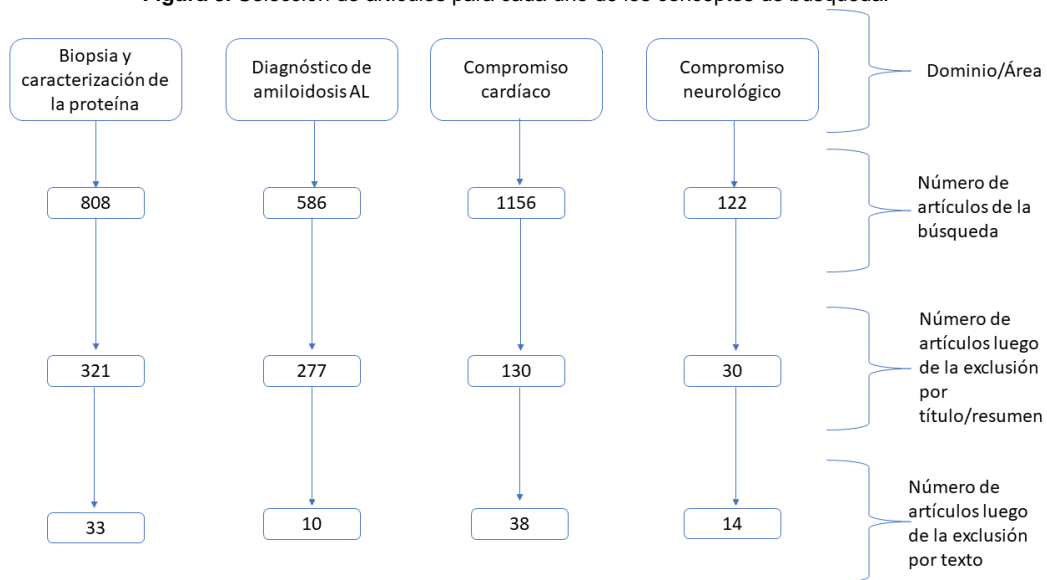 Figura 3. Selección de artículos para cada uno de los conceptos de búsqueda.
Biopsia y
caracterización de
la proteína
Diagnóstico de
amiloidosis AL
Compromiso
cardíaco
Compromiso
neurológico
Dominio/Área
808
586
1156
122
Número de
artículos de la
búsqueda
321
277
130
30
Número de
artículos luego
de la exclusión
por
título/resumen
33
10
38
14
Número de
artículos luego
de la exclusión
por texto